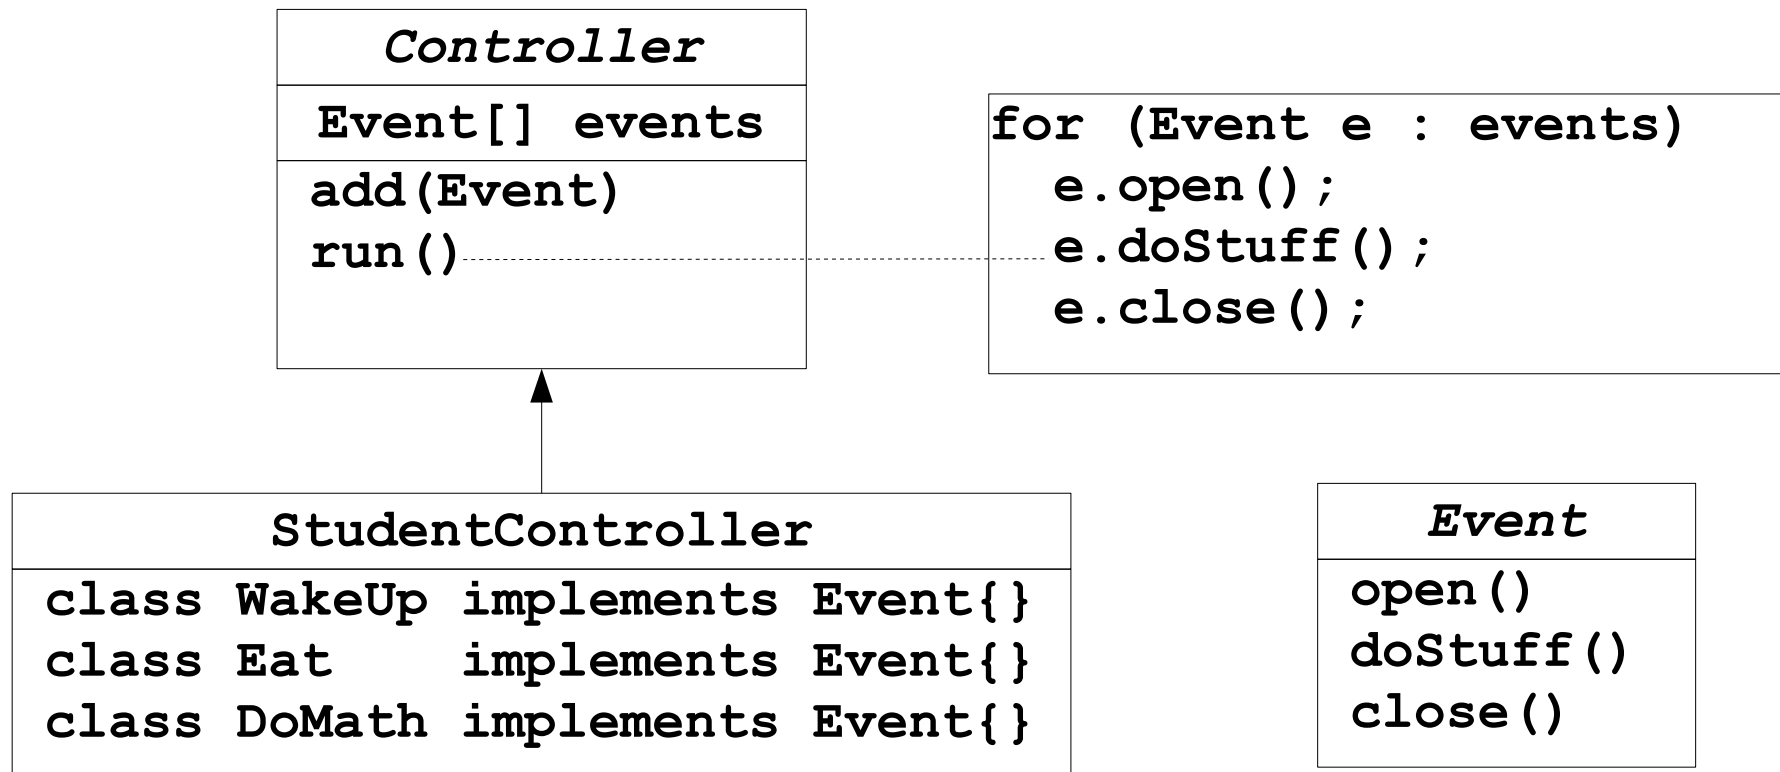 Controller
Event[] events
add(Event)
run()
for (Event e : events)
  e.open();
  e.doStuff();
  e.close();
StudentController
class WakeUp implements Event{}
class Eat    implements Event{}
class DoMath implements Event{}
Event
open()
doStuff()
close()